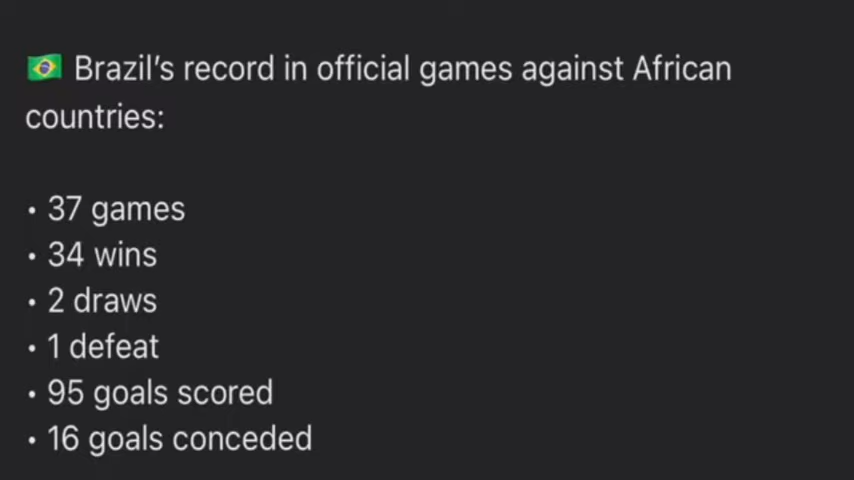 🇧🇷 Brazil's record in official games against African
countries:
• 37 games
• 34 wins
• 2 draws
• 1 defeat
• 95 goals scored
• 16 goals conceded